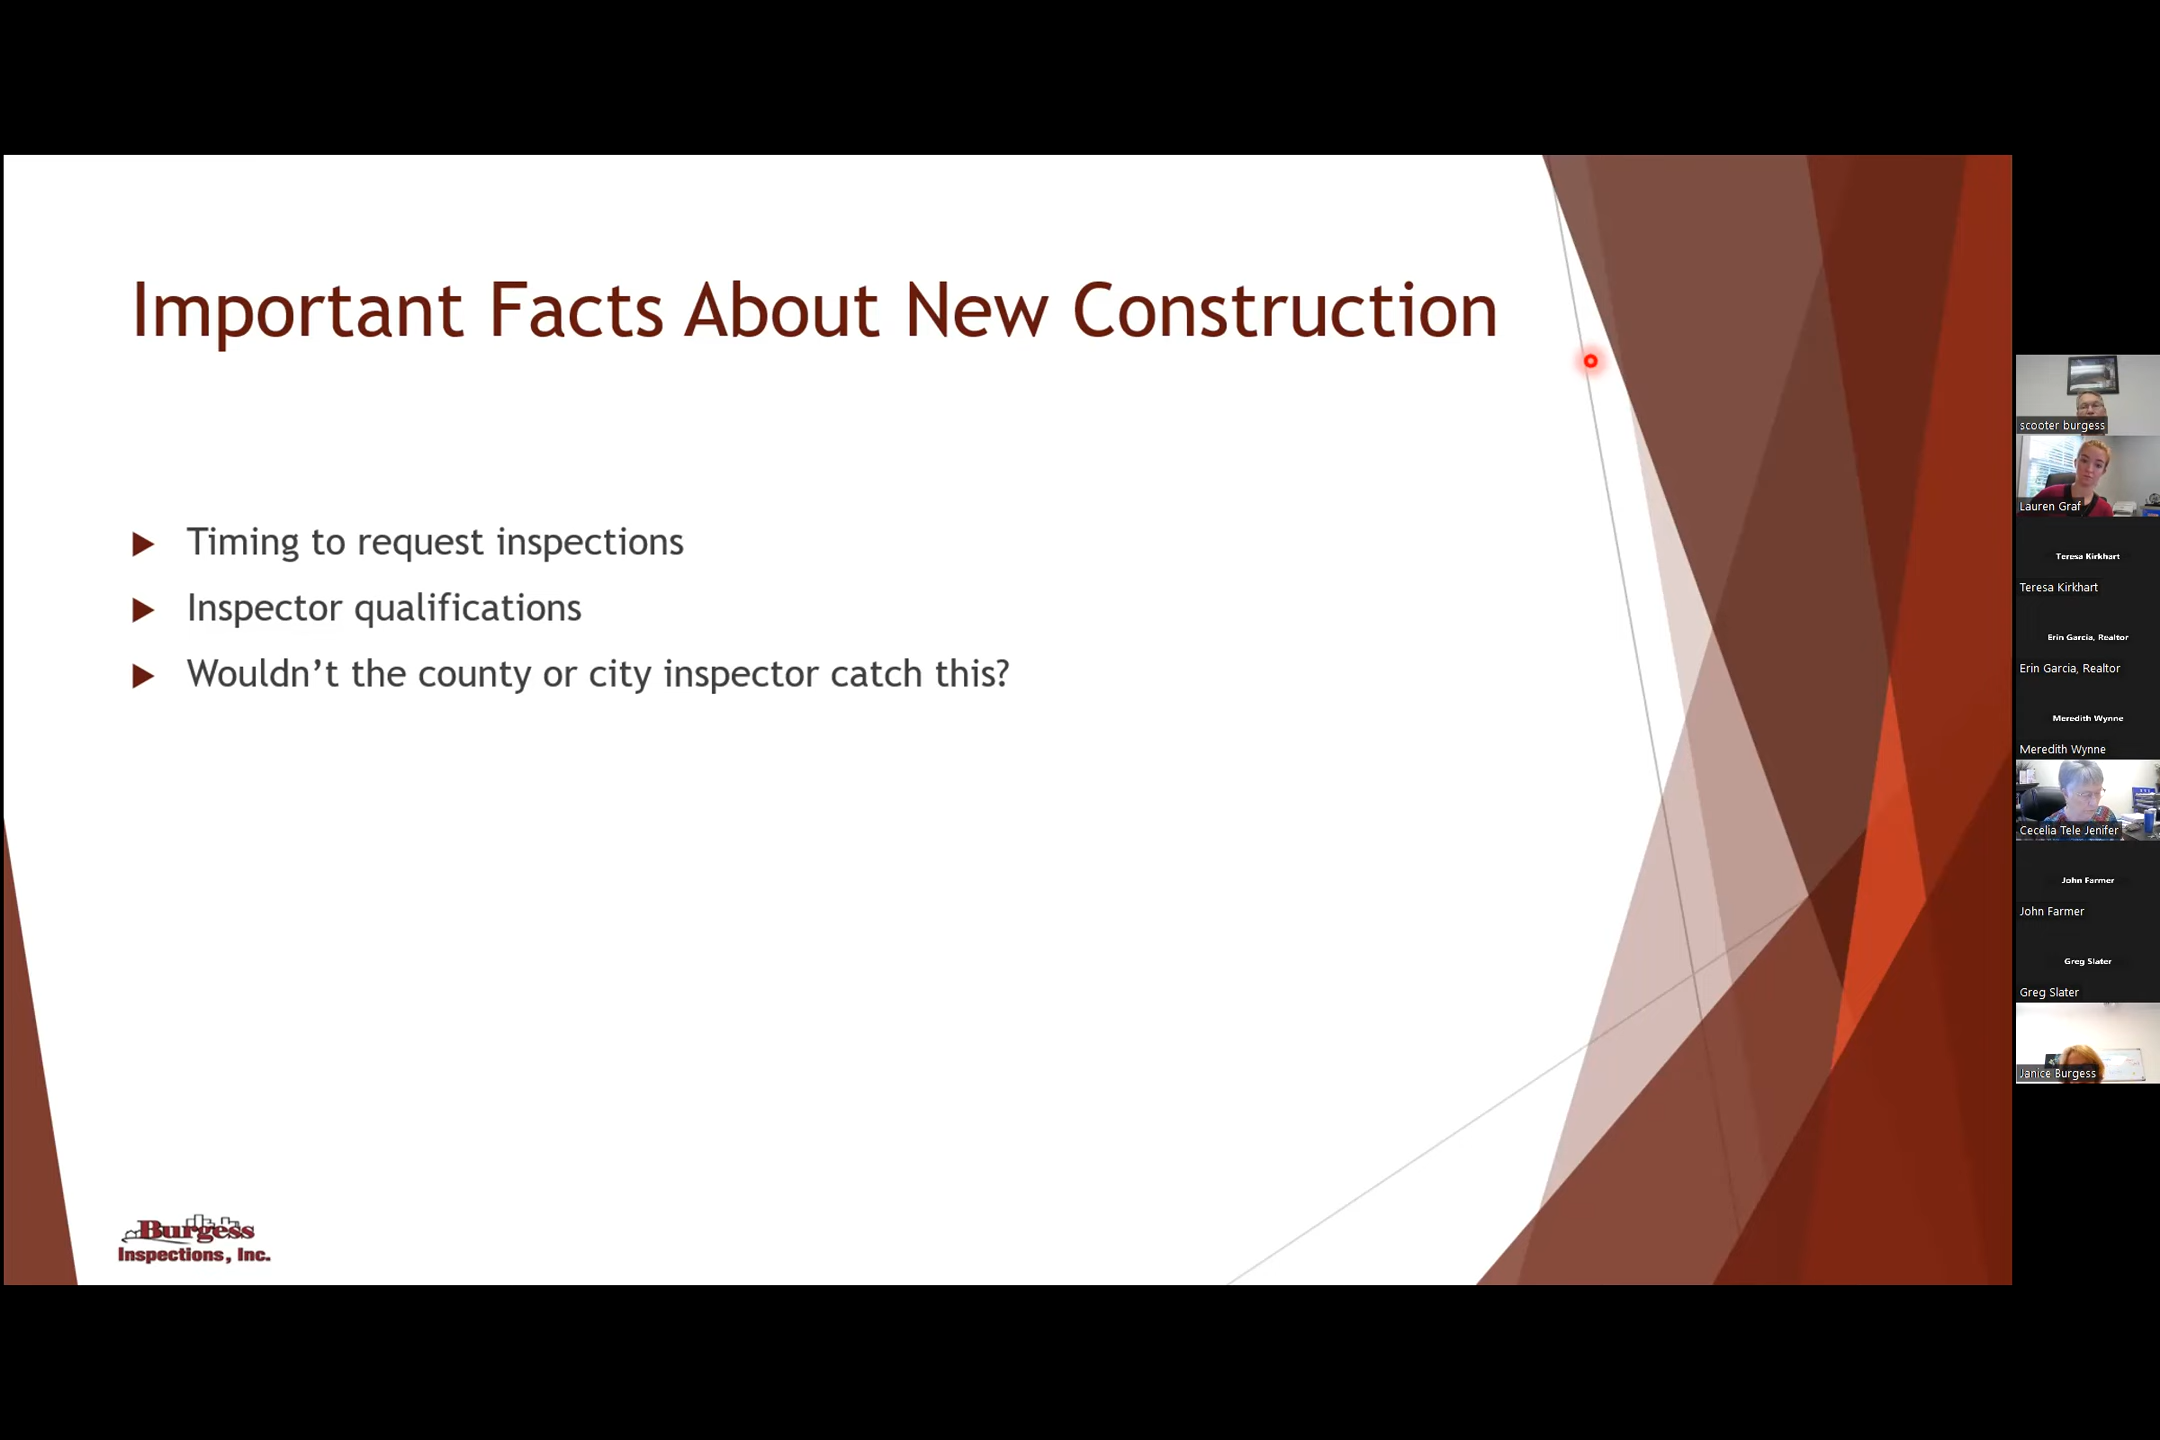 Important Facts About New Construction
Timing to request inspections
Inspector qualifications
Wouldn’t the county or city inspector catch this?
Burgess
Inspections, Inc.
scooter burgess
Lauren Graf
Teresa Kirkhart
Teresa Kirkhart
Erin Garcia, Realtor
Erin Garcia, Realtor
Meredith Wynne
Meredith Wynne
Cecelia Tele Jenifer
John Farmer
John Farmer
Greg Slater
Greg Slater
Janice Burgess